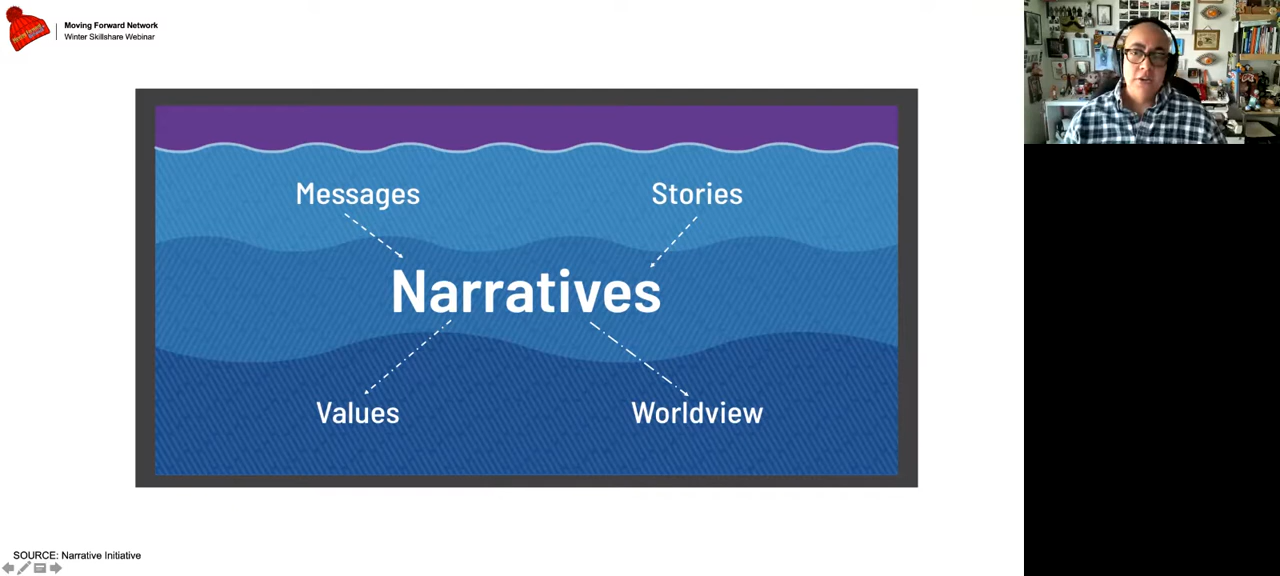 Moving Forward Network
Winter Skillshare Webinar
Messages
Stories
Narratives
Values
Worldview
SOURCE: Narrative Initiative